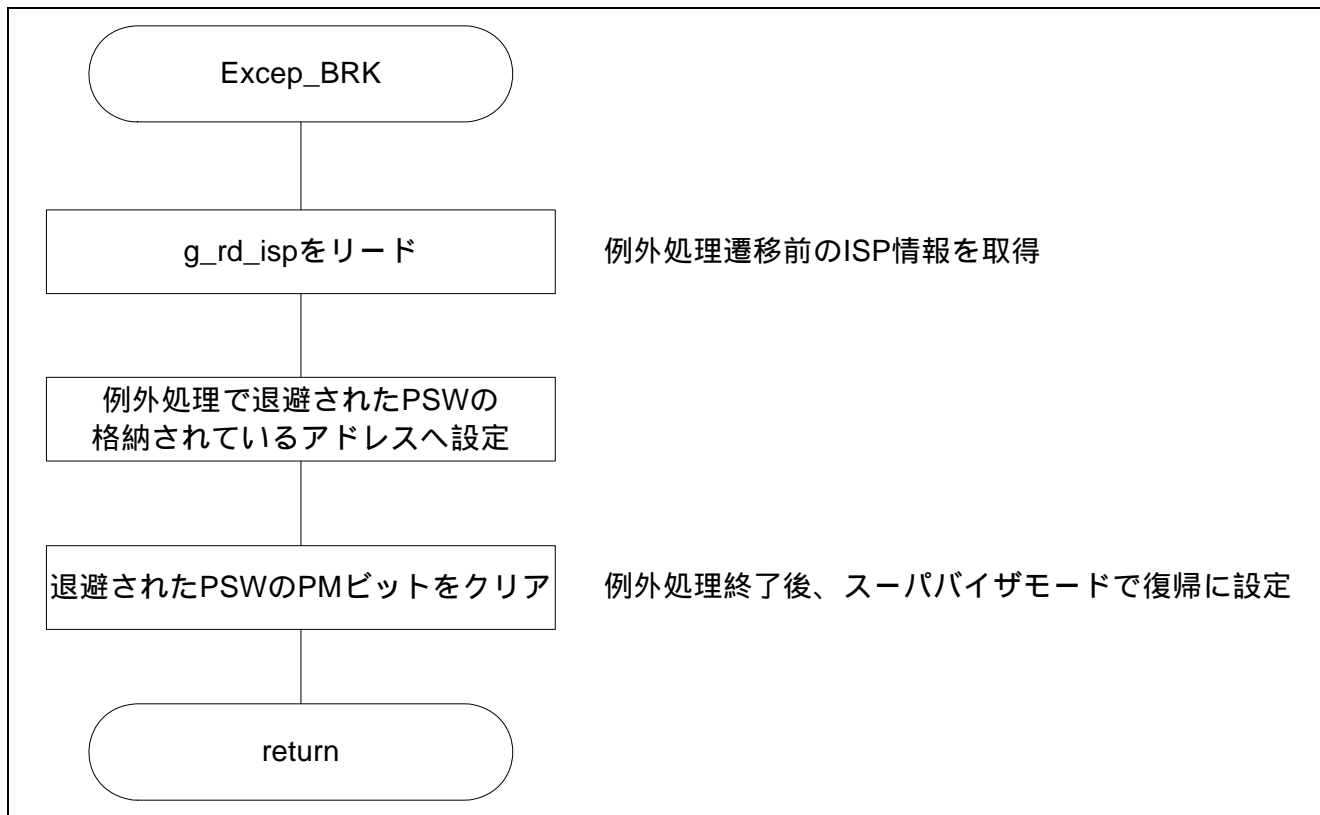 Excep_BRK
g_rd_ispをリード
例外処理遷移前のISP情報を取得
例外処理で退避されたPSWの
格納されているアドレスへ設定
退避されたPSWのPMビットをクリア
例外処理終了後、スーパバイザモードで復帰に設定
return